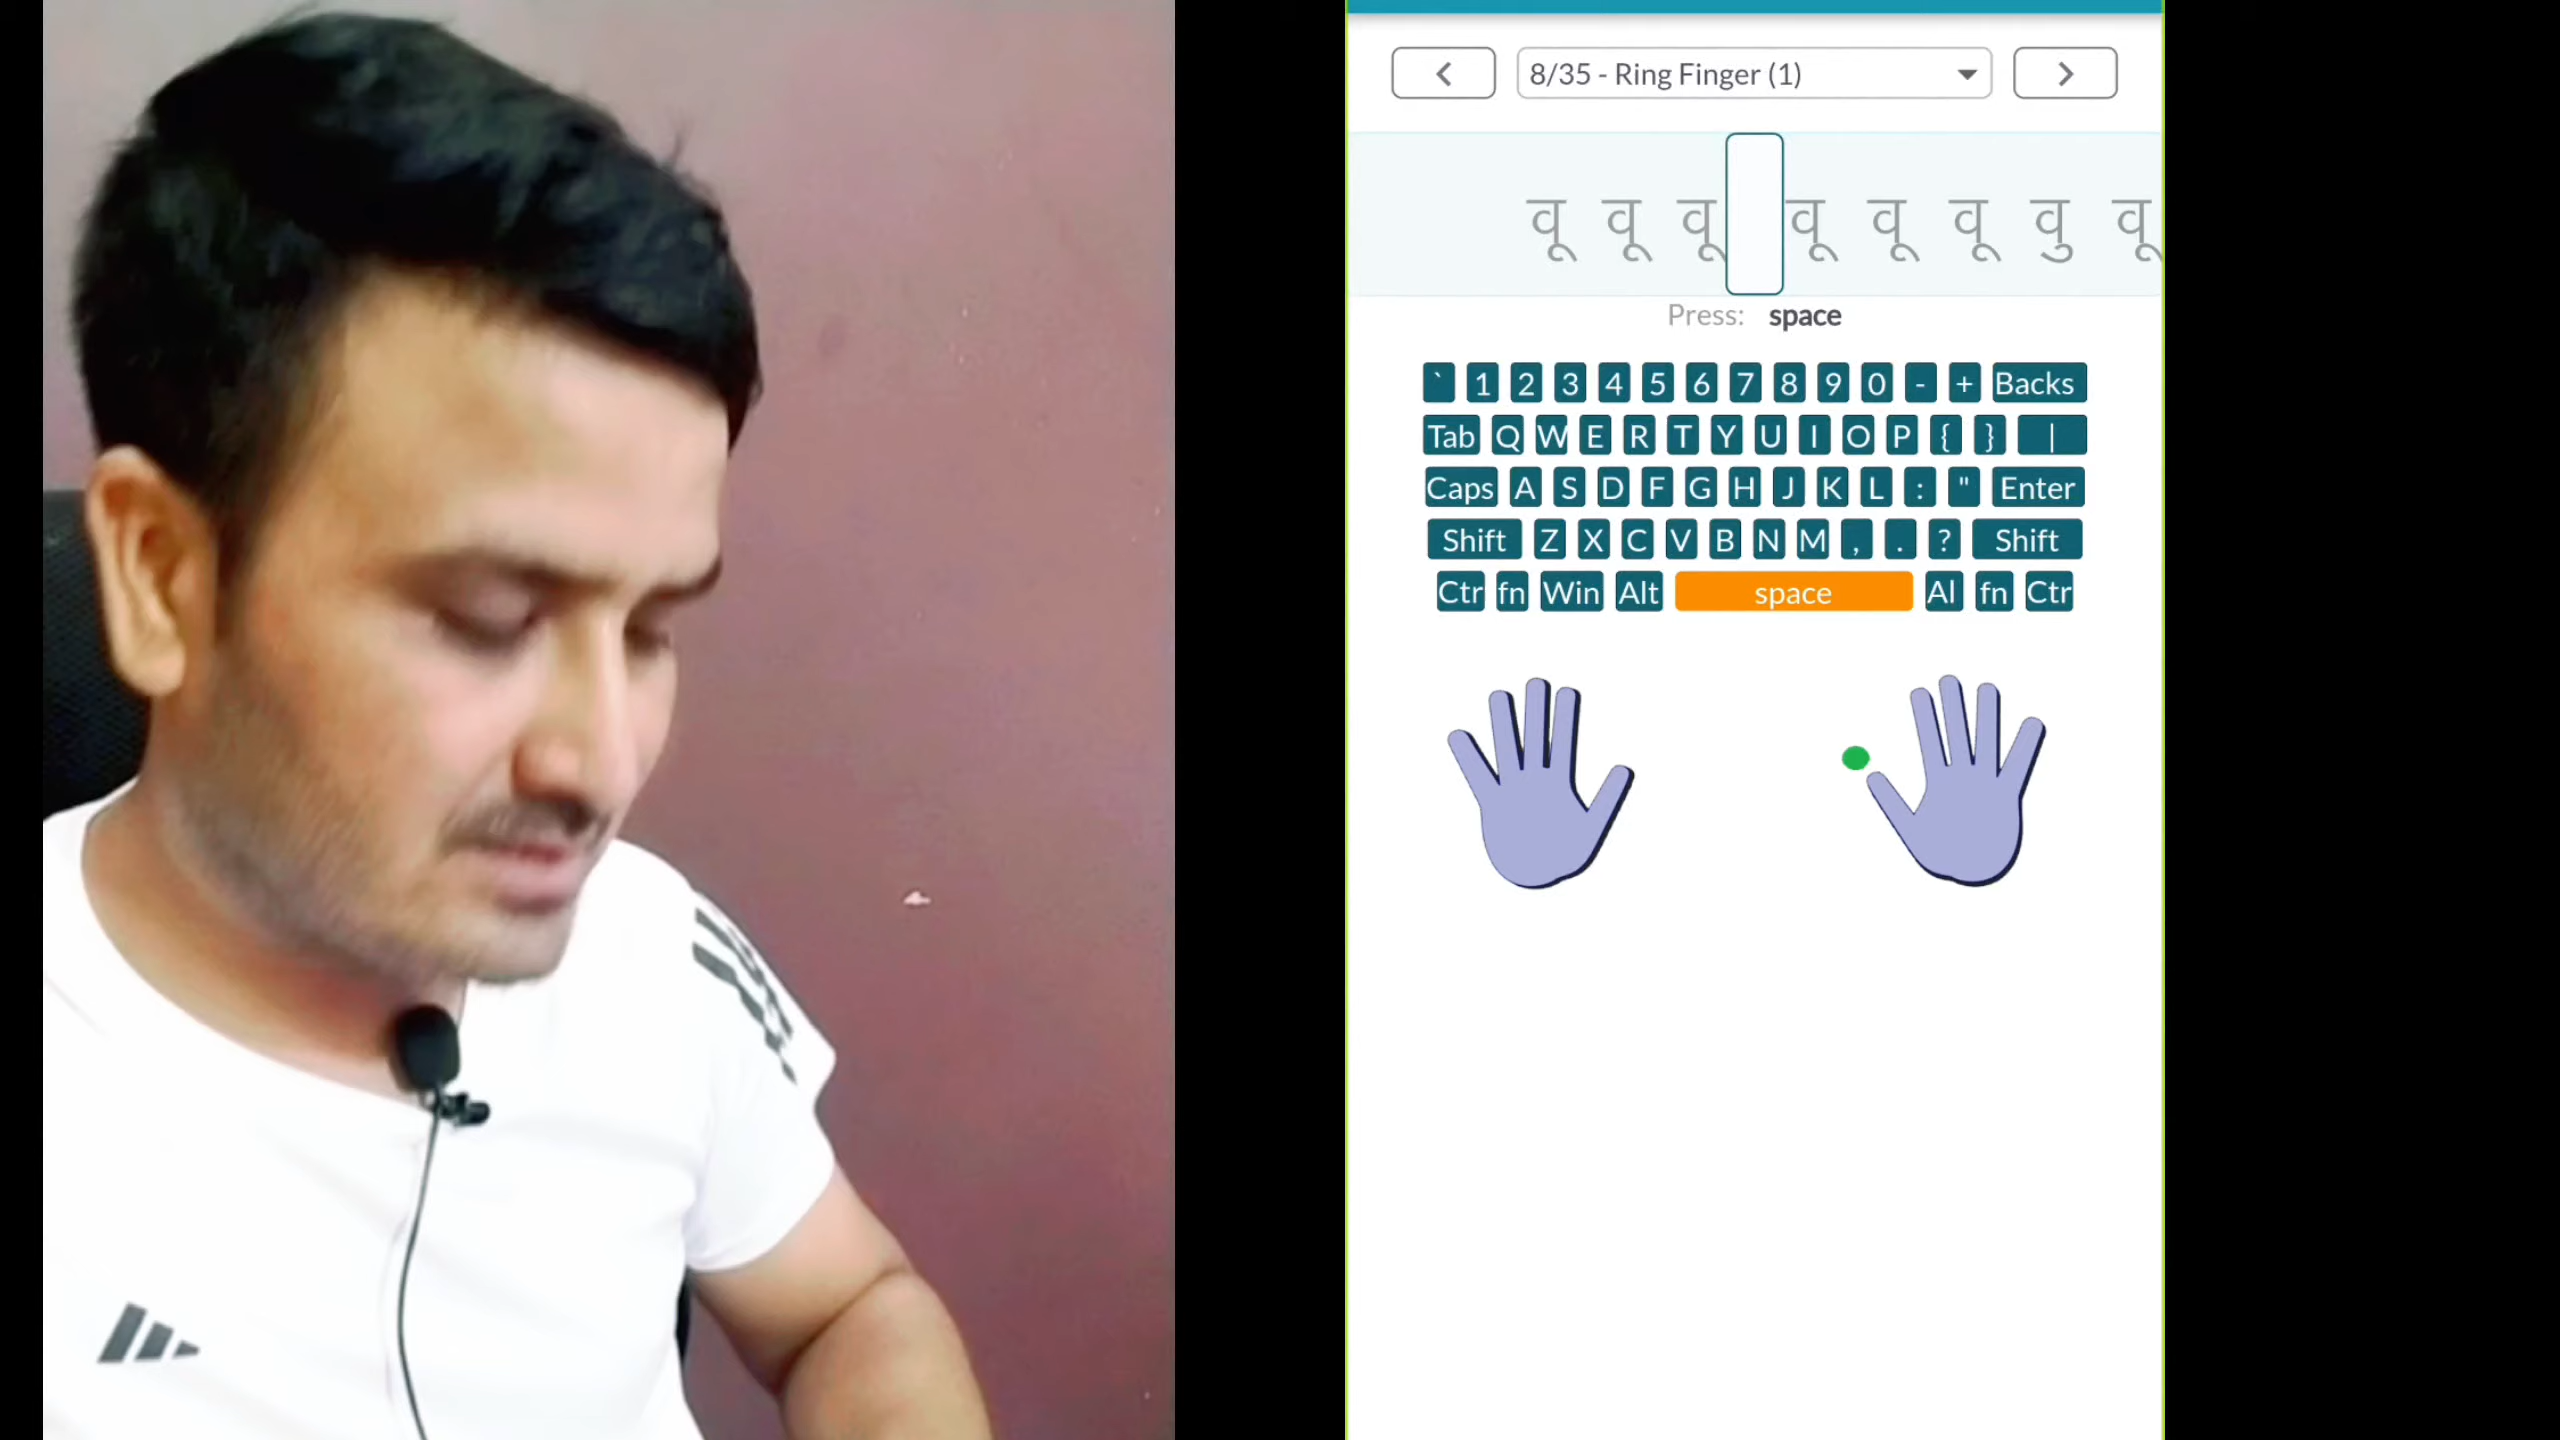 8/35 - Ring Finger (1)
वू वू वू वू वू वू वु वू
Press: space
` 1 2 3 4 5 6 7 8 9 0 - + Backs
Tab Q W E R T Y U I O P { } |
Caps A S D F G H J K L : " Enter
Shift Z X C V B N M , . ? Shift
Ctr fn Win Alt space Al fn Ctr